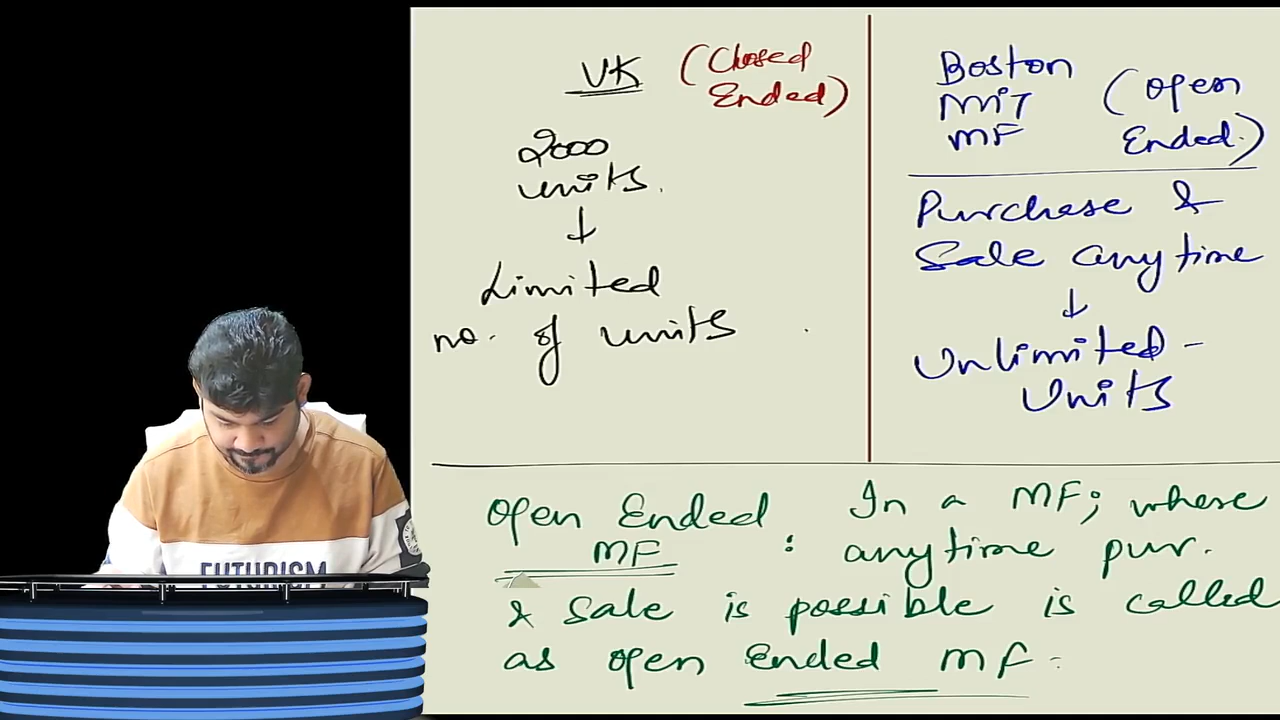 VK (Closed
Ended)
2000
units.
↓
Limited
no. of units
Boston
MIT
MF
(open
Ended.)
Purchase &
Sale anytime
↓
Unlimited -
Units
open Ended MF : In a MF; where
anytime pur.
& sale is possible is called
as open Ended MF.
FUTURISM